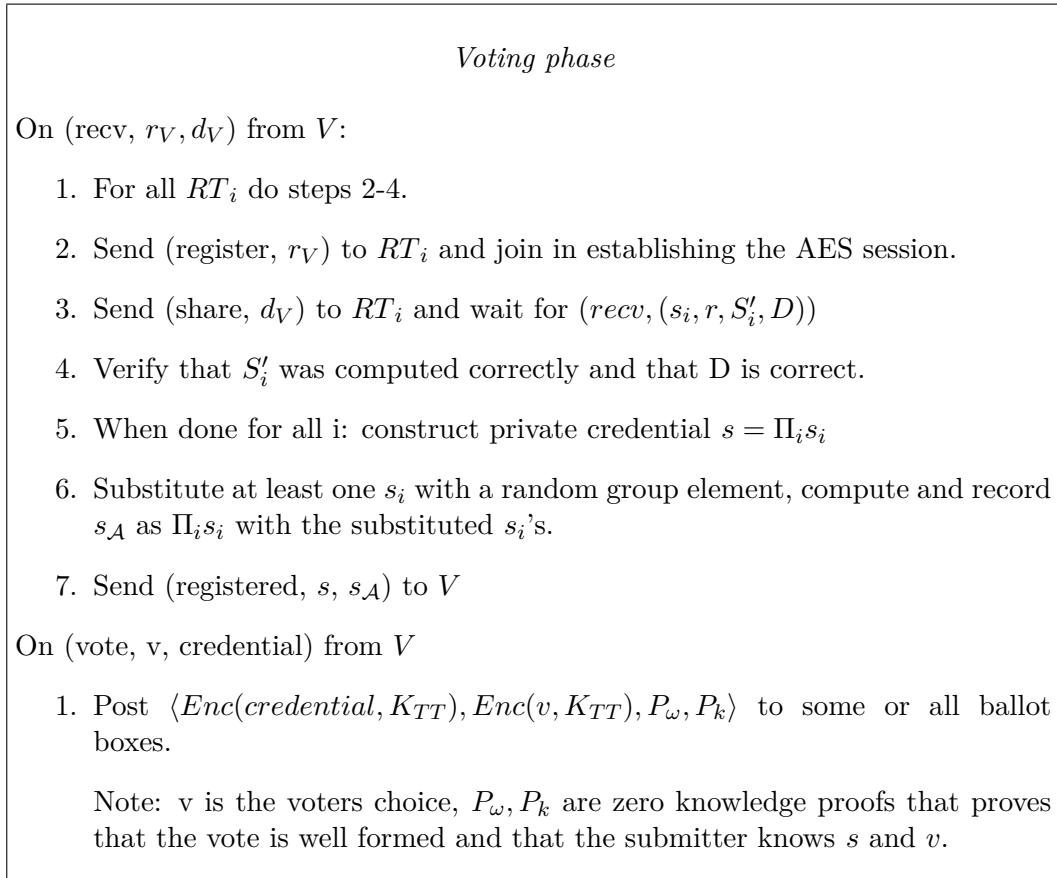 Voting phase
On (recv, r_V, d_V) from V:
1. For all RT_i do steps 2-4.
2. Send (register, r_V) to RT_i and join in establishing the AES session.
3. Send (share, d_V) to RT_i and wait for (recv, (s_i, r, S'_i, D))
4. Verify that S'_i was computed correctly and that D is correct.
5. When done for all i: construct private credential s = Π_i s_i
6. Substitute at least one s_i with a random group element, compute and record
s_𝒜 as Π_i s_i with the substituted s_i's.
7. Send (registered, s, s_𝒜) to V
On (vote, v, credential) from V
1. Post ⟨Enc(credential, K_TT), Enc(v, K_TT), P_ω, P_k⟩ to some or all ballot
boxes.
Note: v is the voters choice, P_ω, P_k are zero knowledge proofs that proves
that the vote is well formed and that the submitter knows s and v.